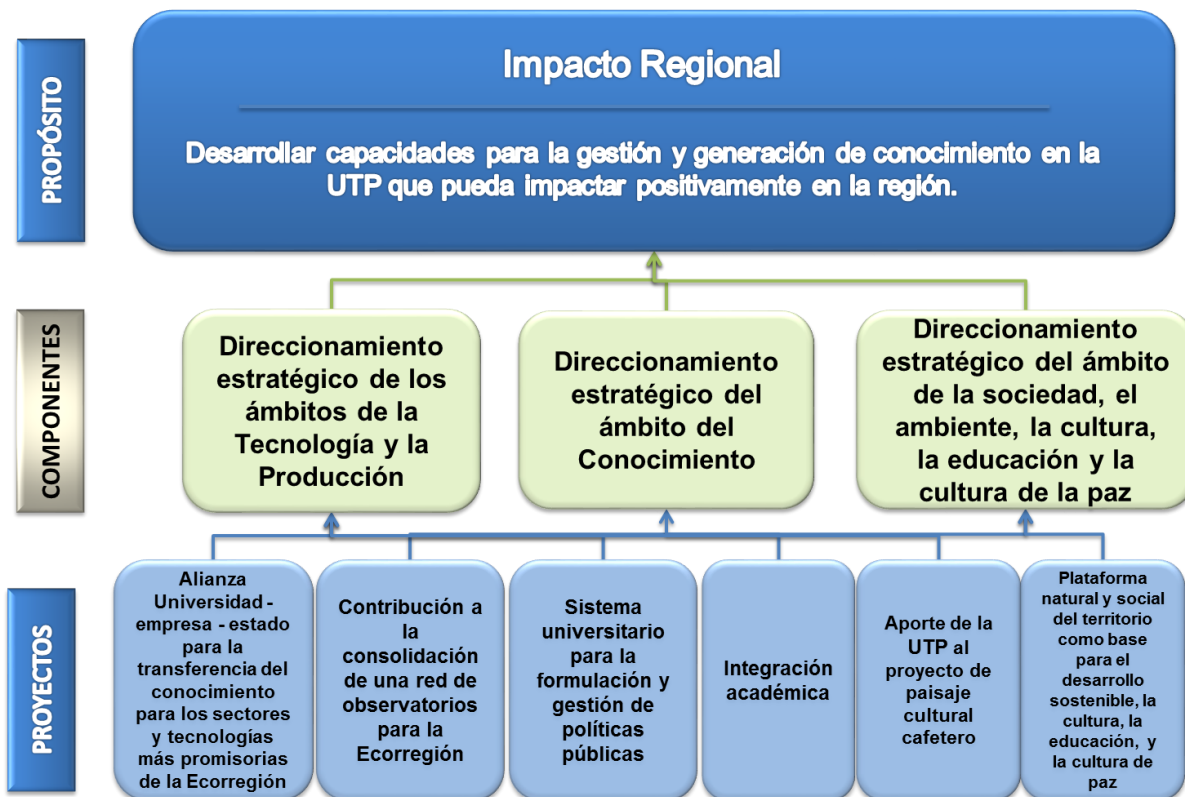 PROPÓSITO
Impacto Regional
Desarrollar capacidades para la gestión y generación de conocimiento en la
UTP que pueda impactar positivamente en la región.
COMPONENTES
Direccionamiento
estratégico de los
ámbitos de la
Tecnología y la
Producción
Direccionamiento
estratégico del
ámbito del
Conocimiento
Direccionamiento
estratégico del ámbito
de la sociedad, el
ambiente, la cultura,
la educación y la
cultura de la paz
PROYECTOS
Alianza
Universidad -
empresa - estado
para la
transferencia del
conocimiento
para los sectores
y tecnologías
más promisorias
de la Ecorregión
Contribución a
la
consolidación
de una red de
observatorios
para la
Ecorregión
Sistema
universitario
para la
formulación y
gestión de
políticas
públicas
Integración
académica
Aporte de la
UTP al
proyecto de
paisaje
cultural
cafetero
Plataforma
natural y social
del territorio
como base
para el
desarrollo
sostenible, la
cultura, la
educación, y
la cultura de
paz